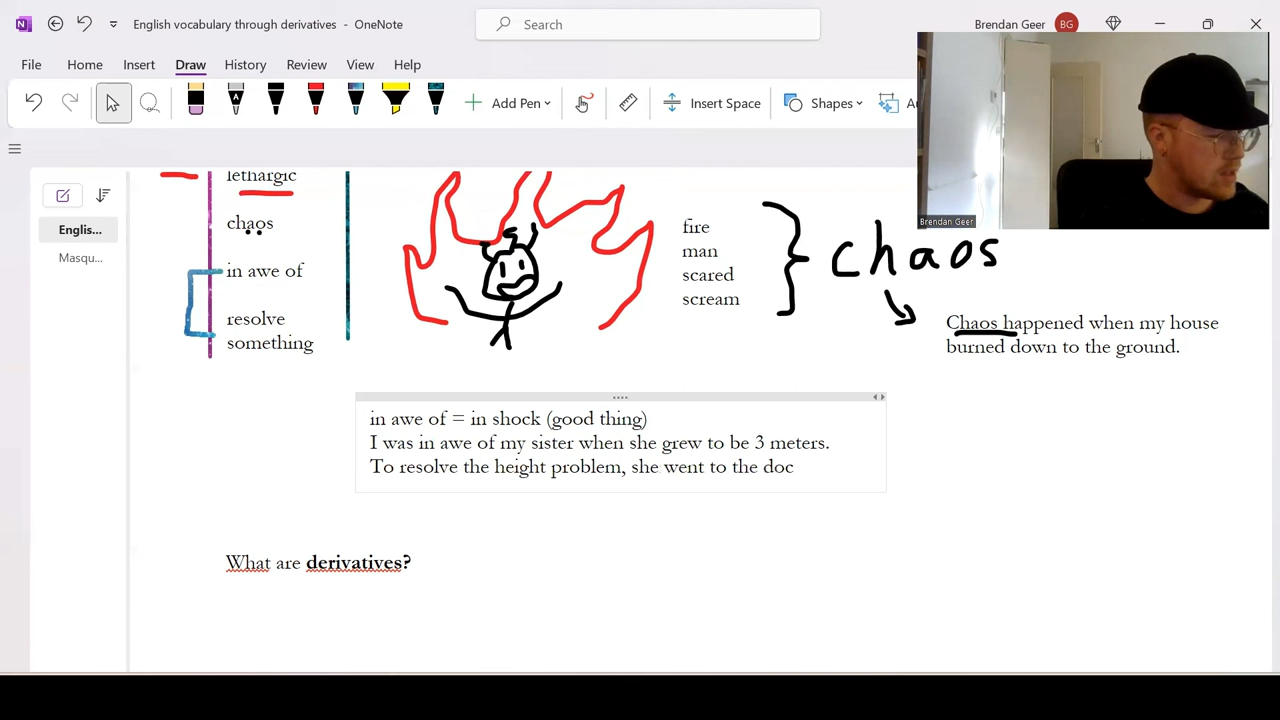 English vocabulary through derivatives - OneNote
Search
Brendan Geer
BG
File
Home
Insert
Draw
History
Review
View
Help
Add Pen
Insert Space
Shapes
Brendan Geer
Englis...
Masqu...
lethargic
chaos
in awe of
resolve
something
fire
man
scared
scream
chaos
Chaos happened when my house
burned down to the ground.
in awe of = in shock (good thing)
I was in awe of my sister when she grew to be 3 meters.
To resolve the height problem, she went to the doc
What are derivatives?